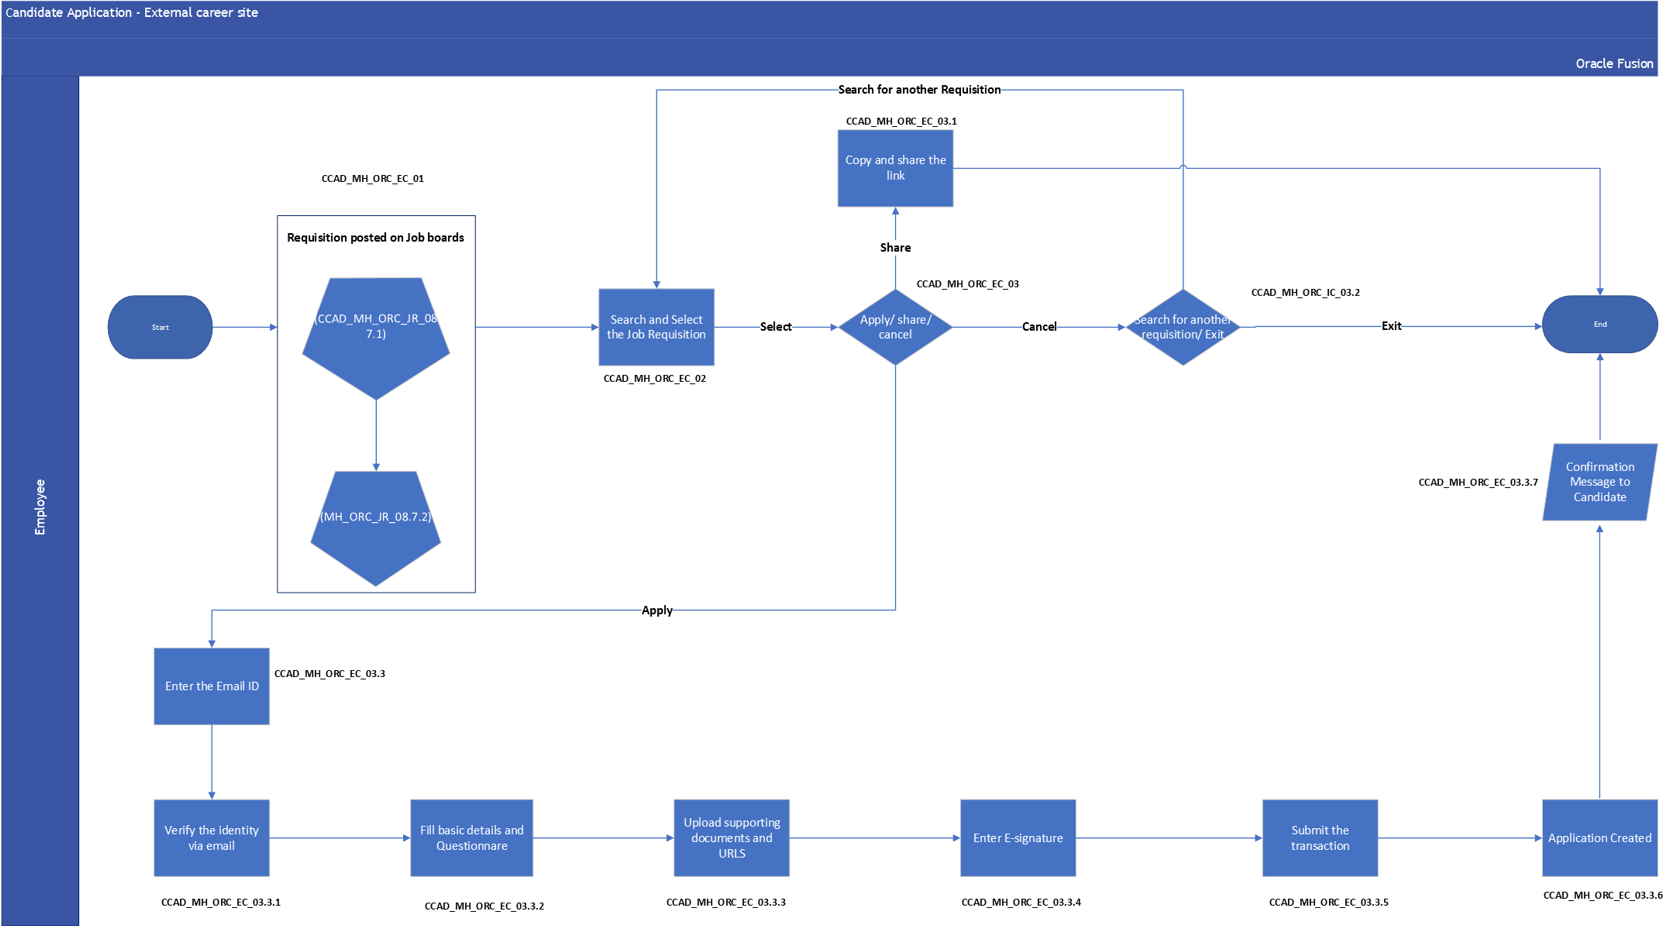 Candidate Application - External career site
Oracle Fusion
Employee
Search for another Requisition
CCAD_MH_ORC_EC_03.1
Copy and share the
link
CCAD_MH_ORC_EC_01
Requisition posted on Job boards
Share
CCAD_MH_ORC_EC_03
CCAD_MH_ORC_IC_03.2
Start
(CCAD_MH_ORC_JR_08
7.1)
Search and Select
the Job Requisition
Select
Apply/ share/
cancel
Cancel
Search for another
requisition/ Exit
Exit
End
CCAD_MH_ORC_EC_02
(MH_ORC_JR_08.7.2)
Confirmation
Message to
Candidate
CCAD_MH_ORC_EC_03.3.7
Apply
Enter the Email ID
CCAD_MH_ORC_EC_03.3
Verify the identity
via email
Fill basic details and
Questionnare
Upload supporting
documents and
URLS
Enter E-signature
Submit the
transaction
Application Created
CCAD_MH_ORC_EC_03.3.1
CCAD_MH_ORC_EC_03.3.2
CCAD_MH_ORC_EC_03.3.3
CCAD_MH_ORC_EC_03.3.4
CCAD_MH_ORC_EC_03.3.5
CCAD_MH_ORC_EC_03.3.6